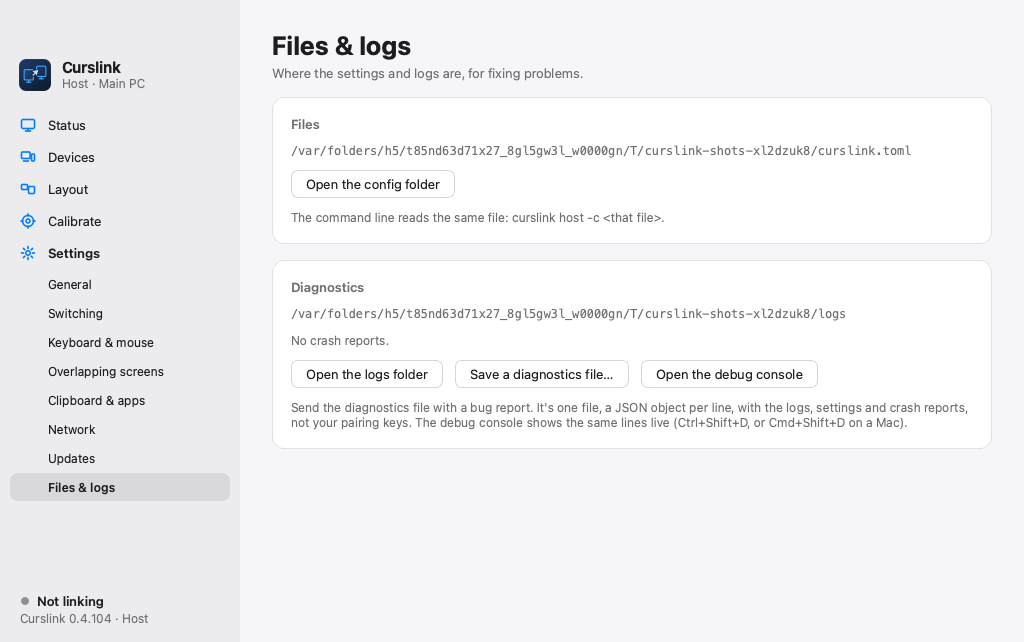 Curslink
Host · Main PC
Status
Devices
Layout
Calibrate
Settings
General
Switching
Keyboard & mouse
Overlapping screens
Clipboard & apps
Network
Updates
Files & logs
Not linking
Curslink 0.4.104 · Host
Files & logs
Where the settings and logs are, for fixing problems.
Files
/var/folders/h5/t85nd63d71x27_8gl5gw3l_w0000gn/T/curslink-shots-xl2dzuk8/curslink.toml
Open the config folder
The command line reads the same file: curslink host -c <that file>.
Diagnostics
/var/folders/h5/t85nd63d71x27_8gl5gw3l_w0000gn/T/curslink-shots-xl2dzuk8/logs
No crash reports.
Open the logs folder
Save a diagnostics file...
Open the debug console
Send the diagnostics file with a bug report. It's one file, a JSON object per line, with the logs, settings and crash reports,
not your pairing keys. The debug console shows the same lines live (Ctrl+Shift+D, or Cmd+Shift+D on a Mac).